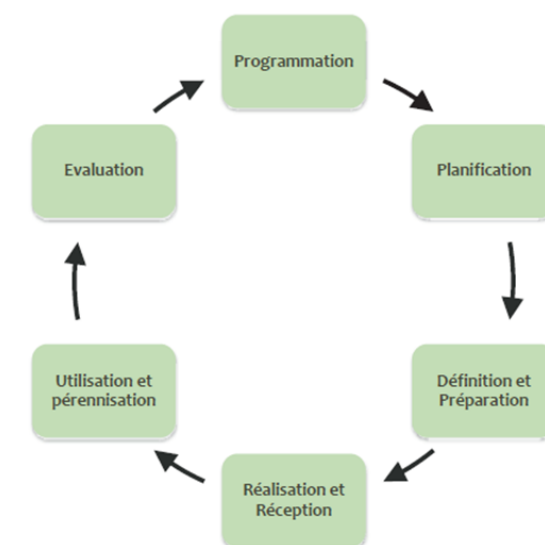 Programmation
Planification
Définition et
Préparation
Réalisation et
Réception
Utilisation et
pérennisation
Evaluation